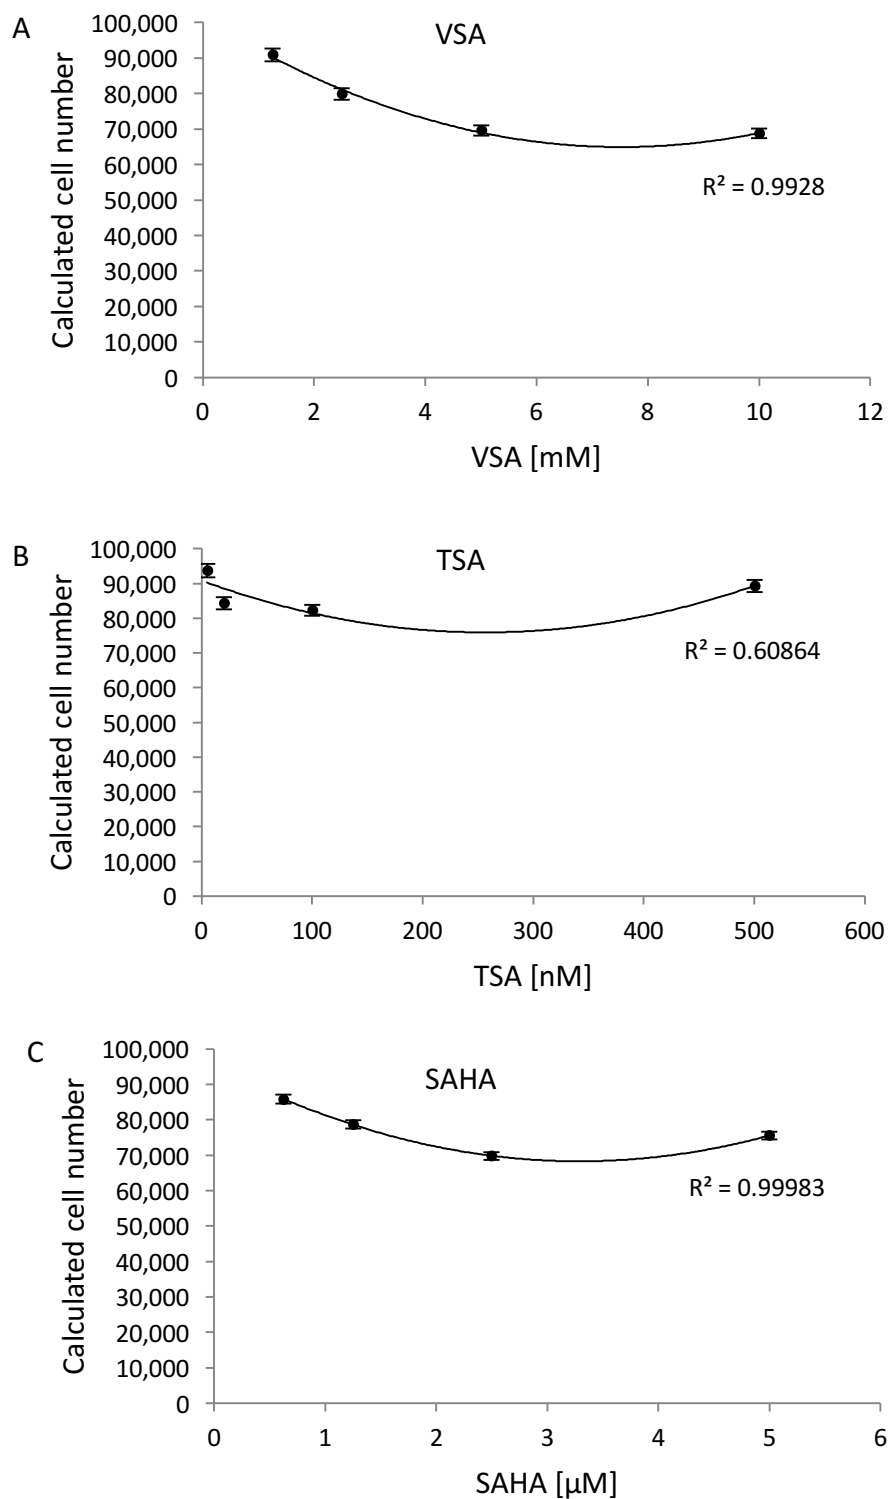 A
VSA
Calculated cell number
100,000
90,000
80,000
70,000
60,000
50,000
40,000
30,000
20,000
10,000
0
R² = 0.9928
0 2 4 6 8 10 12
VSA [mM]
B
TSA
Calculated cell number
100,000
90,000
80,000
70,000
60,000
50,000
40,000
30,000
20,000
10,000
0
R² = 0.60864
0 100 200 300 400 500 600
TSA [nM]
C
SAHA
Calculated cell number
100,000
90,000
80,000
70,000
60,000
50,000
40,000
30,000
20,000
10,000
0
R² = 0.99983
0 1 2 3 4 5 6
SAHA [µM]